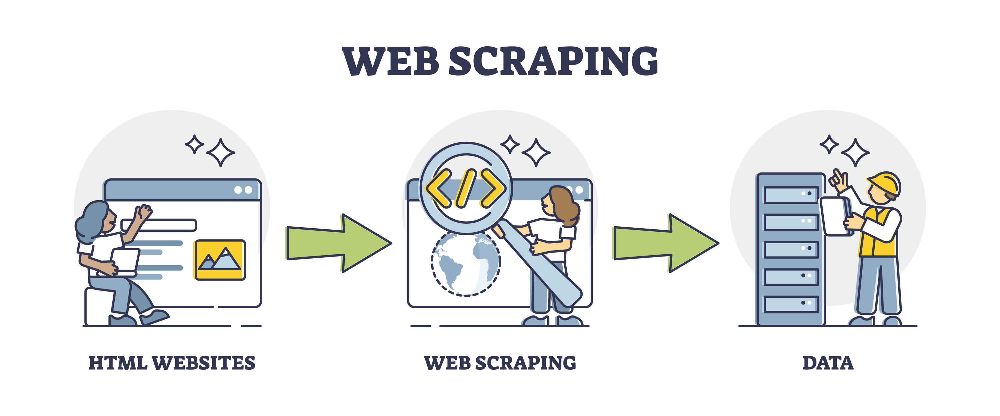 WEB SCRAPING
HTML WEBSITES
WEB SCRAPING
DATA